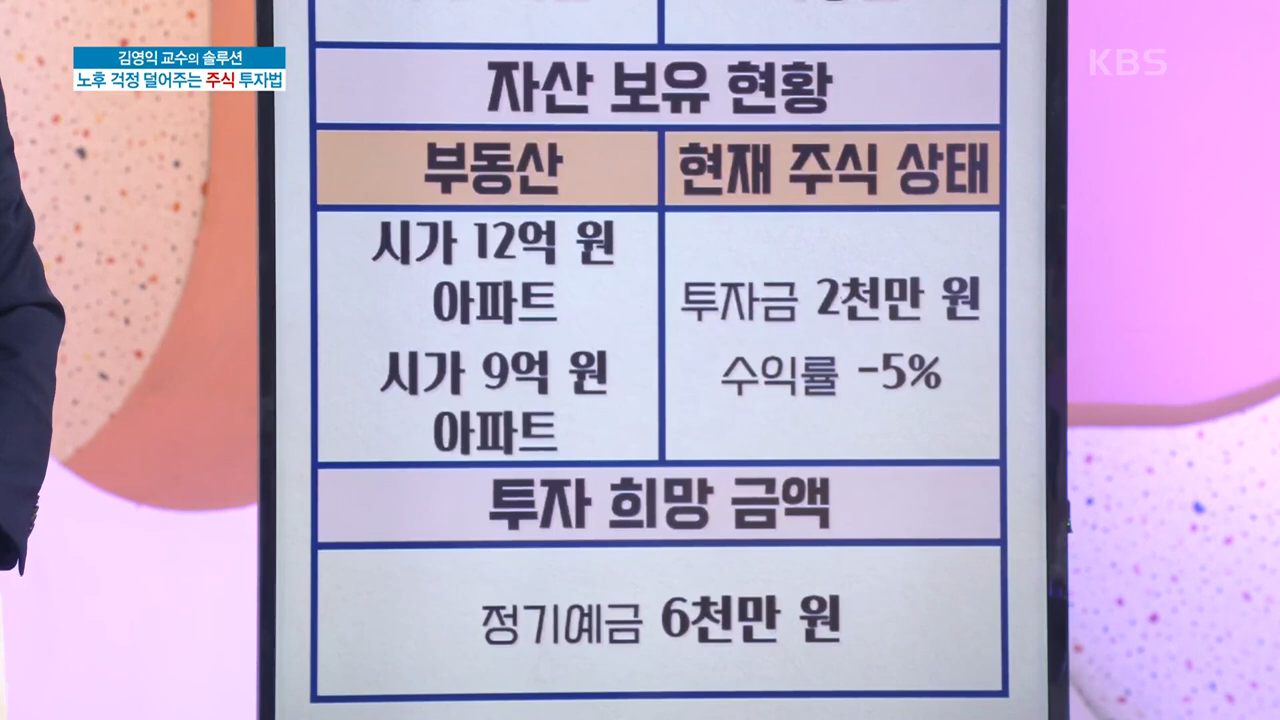 김영익 교수의 솔루션
노후 걱정 덜어주는 주식 투자법
KBS
자산 보유 현황
부동산
현재 주식 상태
시가 12억 원
아파트
시가 9억 원
아파트
투자금 2천만 원
수익률 -5%
투자 희망 금액
정기예금 6천만 원